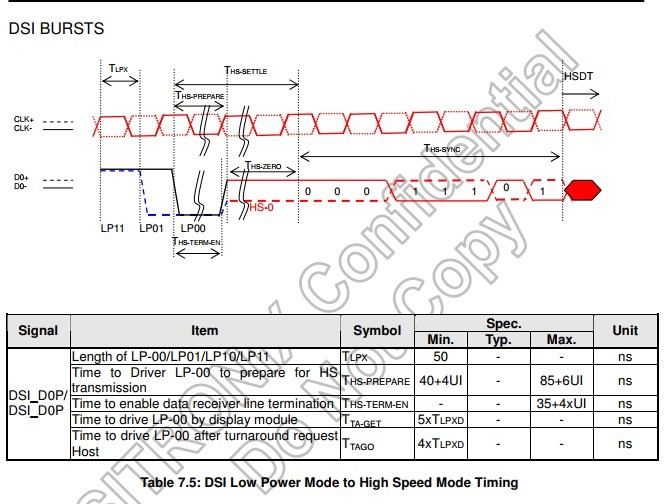 DSI BURSTS
TLPX
THS-SETTLE
HSDT
THS-PREPARE
CLK+
CLK-
THS-SYNC
THS-ZERO
D0+
D0-
0 0 0 1 1 1 0 1
HS-0
LP11 LP01 LP00
THS-TERM-EN
Signal Item Symbol Spec. Unit
Min. Typ. Max.
DSI_D0P/
DSI_D0P
Length of LP-00/LP01/LP10/LP11 TLPX 50 - - ns
Time to Driver LP-00 to prepare for HS
transmission THS-PREPARE 40+4UI - 85+6UI ns
Time to enable data receiver line termination THS-TERM-EN - - 35+4xUI ns
Time to drive LP-00 by display module TTA-GET 5xTLPXD - - ns
Time to drive LP-00 after turnaround request
Host TTAGO 4xTLPXD - - ns
Table 7.5: DSI Low Power Mode to High Speed Mode Timing
SITRONIX Confidential
Do Not Copy